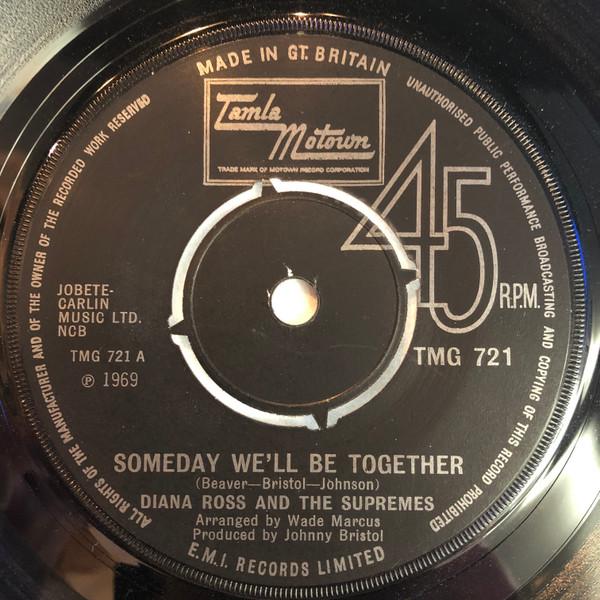 MADE IN GT. BRITAIN
Tamla
Motown
TRADE MARK OF MOTOWN RECORD CORPORATION
ALL RIGHTS OF THE MANUFACTURER AND OF THE OWNER OF THE RECORDED WORK RESERVED
UNAUTHORISED PUBLIC PERFORMANCE BROADCASTING AND COPYING OF THIS RECORD PROHIBITED
45
R.P.M.
JOBETE-
CARLIN
MUSIC LTD.
NCB
TMG 721 A
℗ 1969
TMG 721
SOMEDAY WE'LL BE TOGETHER
(Beaver—Bristol—Johnson)
DIANA ROSS AND THE SUPREMES
Arranged by Wade Marcus
Produced by Johnny Bristol
E.M.I. RECORDS LIMITED